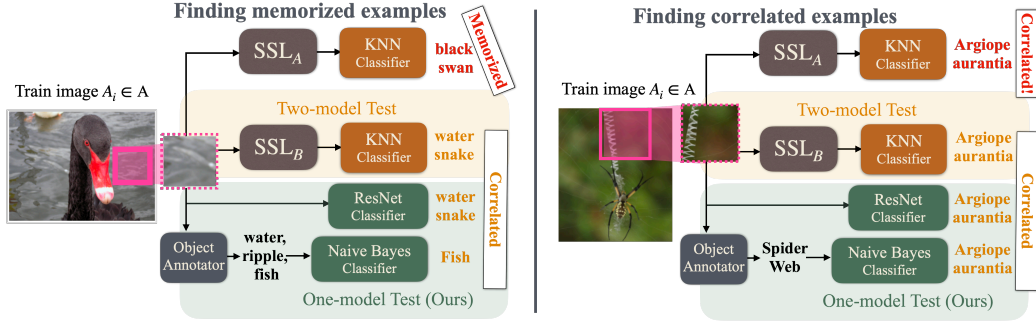 Finding memorized examples
SSL_A
KNN
Classifier
black
swan
Memorized
Train image A_i ∈ A
Two-model Test
SSL_B
KNN
Classifier
water
snake
Correlated
ResNet
Classifier
water
snake
Object
Annotator
water,
ripple,
fish
Naive Bayes
Classifier
Fish
One-model Test (Ours)
Finding correlated examples
SSL_A
KNN
Classifier
Argiope
aurantia
Correlated!
Train image A_i ∈ A
Two-model Test
SSL_B
KNN
Classifier
Argiope
aurantia
Correlated
ResNet
Classifier
Argiope
aurantia
Object
Annotator
Spider
Web
Naive Bayes
Classifier
Argiope
aurantia
One-model Test (Ours)